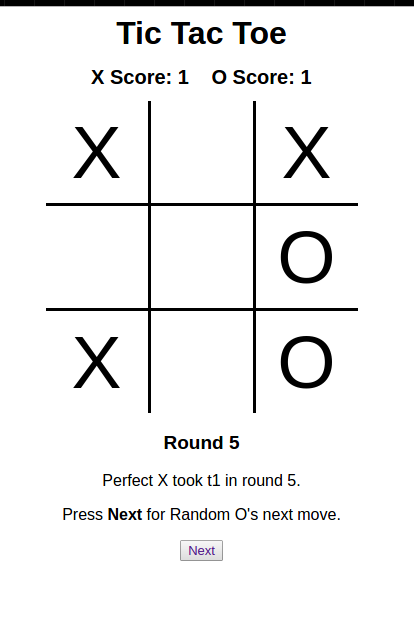 Tic Tac Toe
X Score: 1 O Score: 1
X X
O
X O
Round 5
Perfect X took t1 in round 5.
Press Next for Random O's next move.
Next